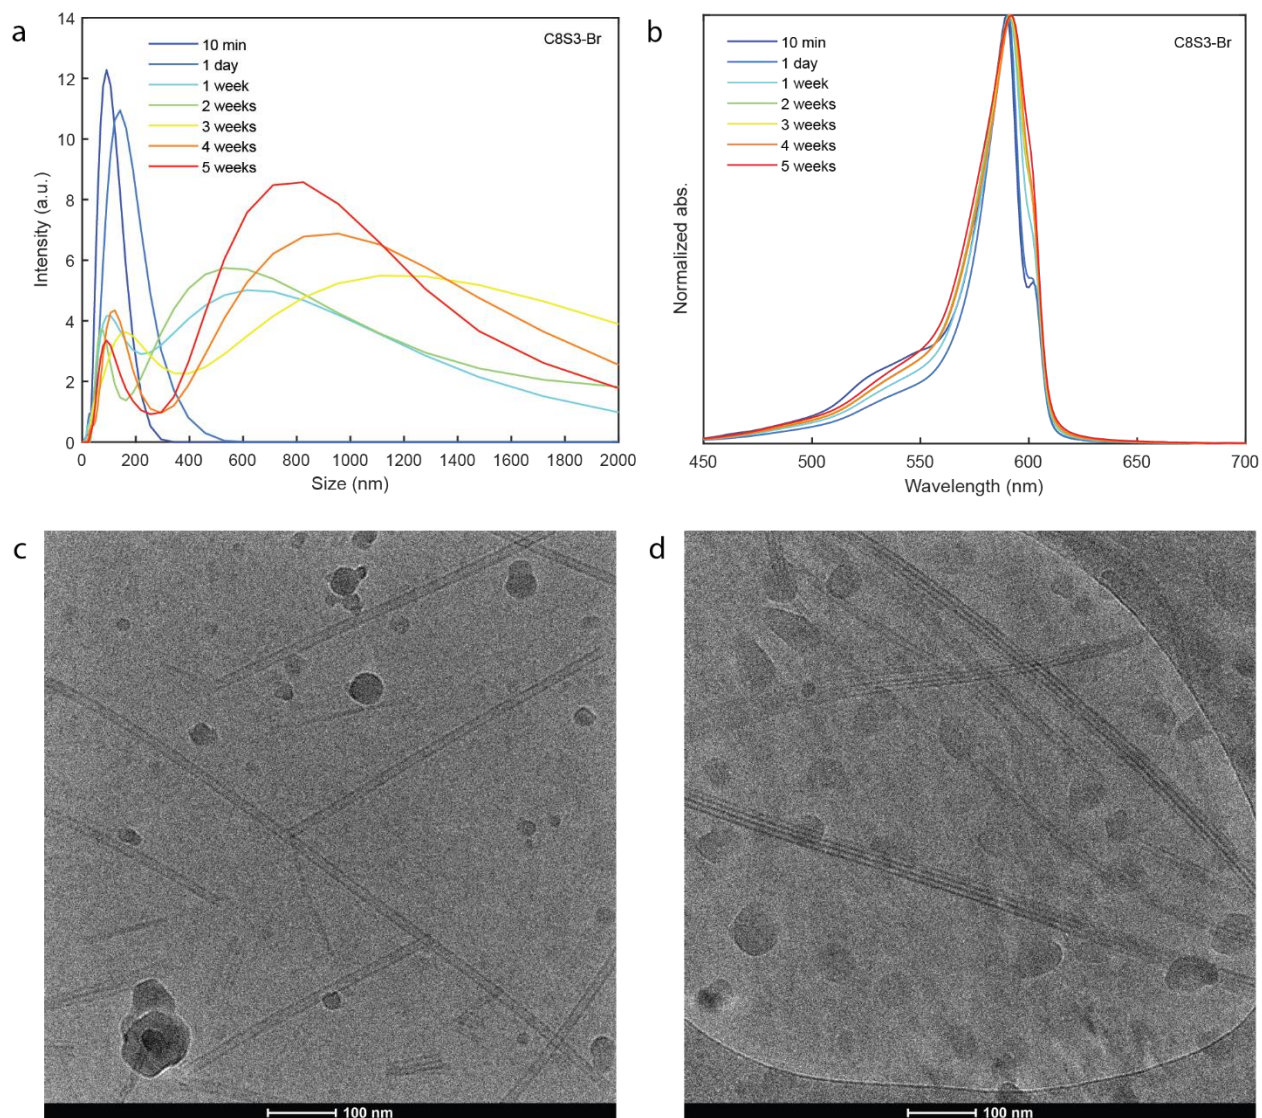 a
14
12
10
8
6
4
2
0
Intensity (a.u.)
C8S3-Br
10 min
1 day
1 week
2 weeks
3 weeks
4 weeks
5 weeks
0 200 400 600 800 1000 1200 1400 1600 1800 2000
Size (nm)
b
Normalized abs.
C8S3-Br
10 min
1 day
1 week
2 weeks
3 weeks
4 weeks
5 weeks
450 500 550 600 650 700
Wavelength (nm)
c
100 nm
d
100 nm